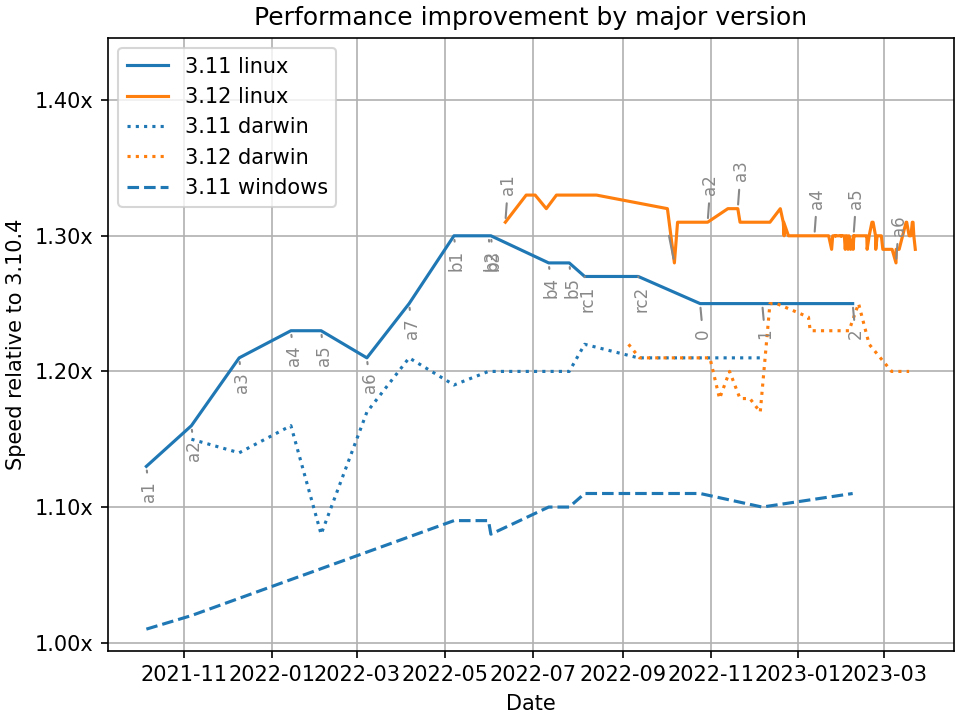 Performance improvement by major version
3.11 linux
3.12 linux
3.11 darwin
3.12 darwin
3.11 windows
1.40x
1.30x
1.20x
1.10x
1.00x
Speed relative to 3.10.4
a1
a2
a3
a4
a5
a6
a7
b1
b3
b4
b5
rc1
rc2
0
1
2
a1
a2
a3
a4
a5
a6
2021-11
2022-01
2022-03
2022-05
2022-07
2022-09
2022-11
2023-01
2023-03
Date